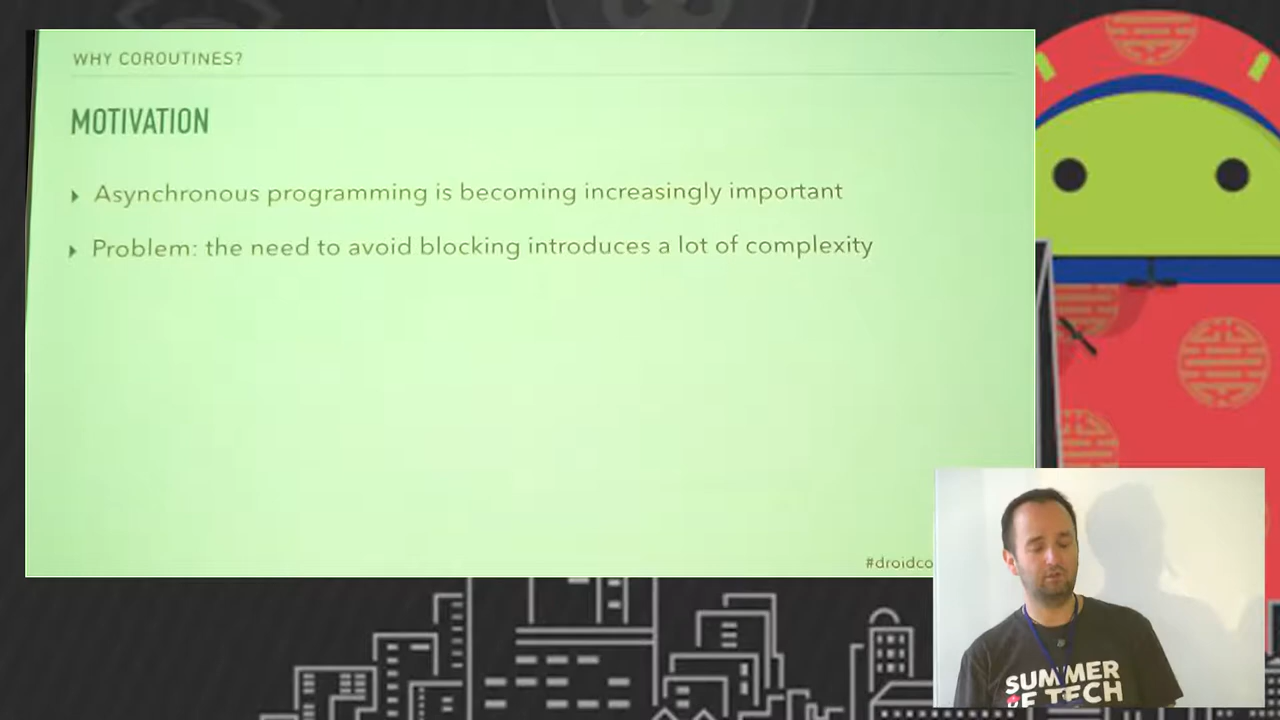 WHY COROUTINES?
MOTIVATION
Asynchronous programming is becoming increasingly important
Problem: the need to avoid blocking introduces a lot of complexity
#droidco
SUMMER
OF TECH